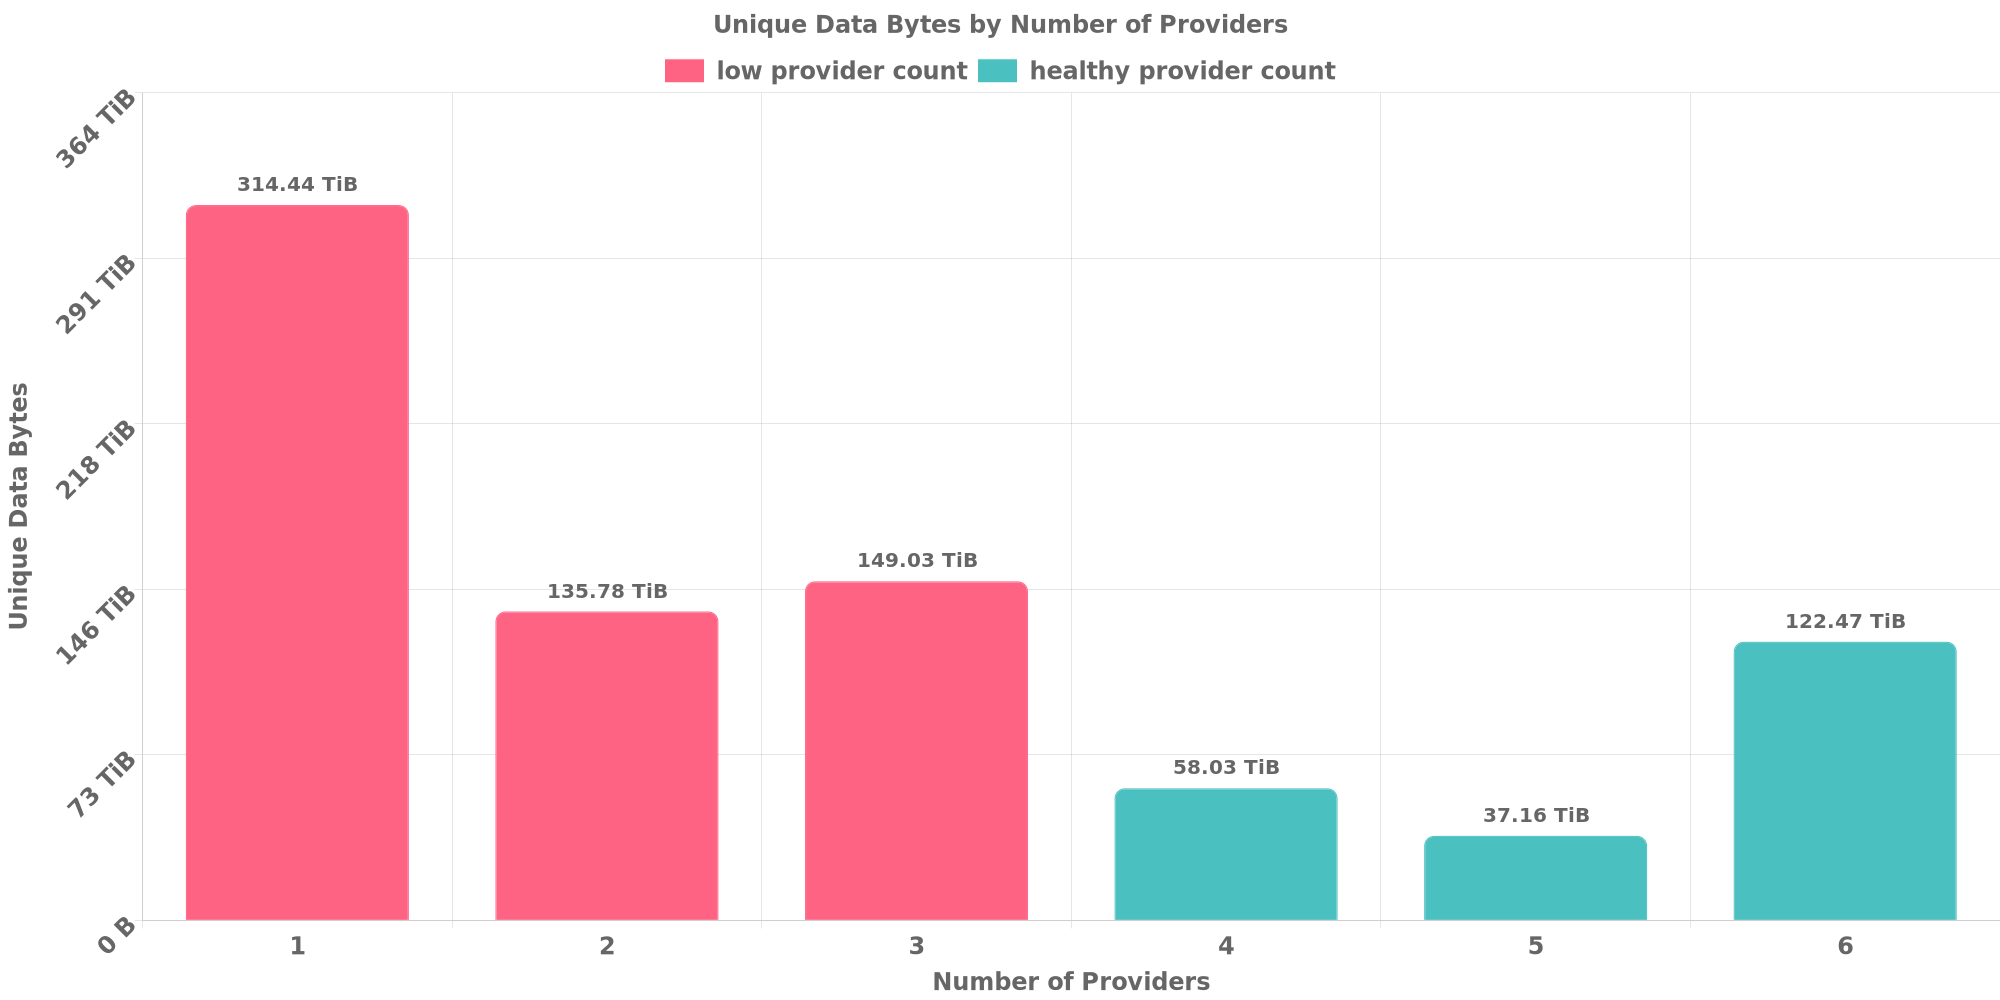 Unique Data Bytes by Number of Providers
low provider count
healthy provider count
364 TiB
291 TiB
218 TiB
146 TiB
73 TiB
0 B
Unique Data Bytes
314.44 TiB
135.78 TiB
149.03 TiB
58.03 TiB
37.16 TiB
122.47 TiB
1
2
3
4
5
6
Number of Providers